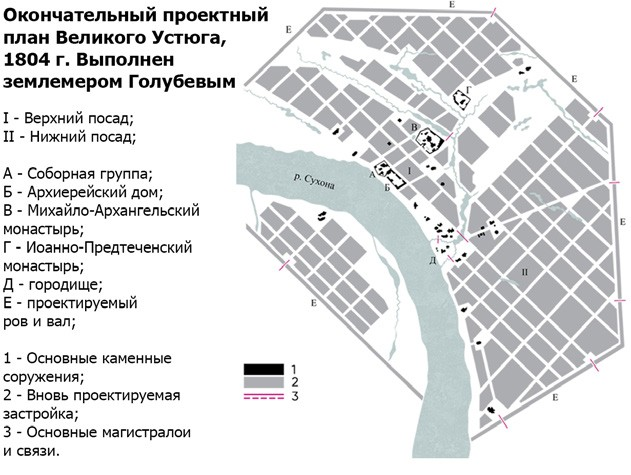 Окончательный проектный
план Великого Устюга,
1804 г. Выполнен
землемером Голубевым
I - Верхний посад;
II - Нижний посад;
А - Соборная группа;
Б - Архиерейский дом;
В - Михайло-Архангельский
монастырь;
Г - Иоанно-Предтеченский
монастырь;
Д - городище;
Е - проектируемый
ров и вал;
1 - Основные каменные
соружения;
2 - Вновь проектируемая
застройка;
3 - Основные магистралои
и связи.
Е
Е
Е
Г
В
I
А
Б
р. Сухона
Д
II
Е
Е
Е
1
2
3